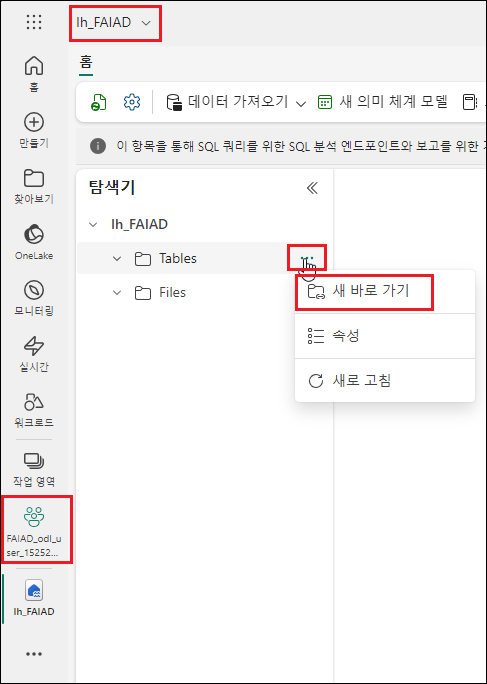 lh_FAIAD
홈
홈
데이터 가져오기
새 의미 체계 모델
이 항목을 통해 SQL 쿼리를 위한 SQL 분석 엔드포인트와 보고를 위한
만들기
찾아보기
OneLake
모니터링
실시간
워크로드
작업 영역
FAIAD_odl_u
ser_15252...
lh_FAIAD
탐색기
lh_FAIAD
Tables
Files
새 바로 가기
속성
새로 고침